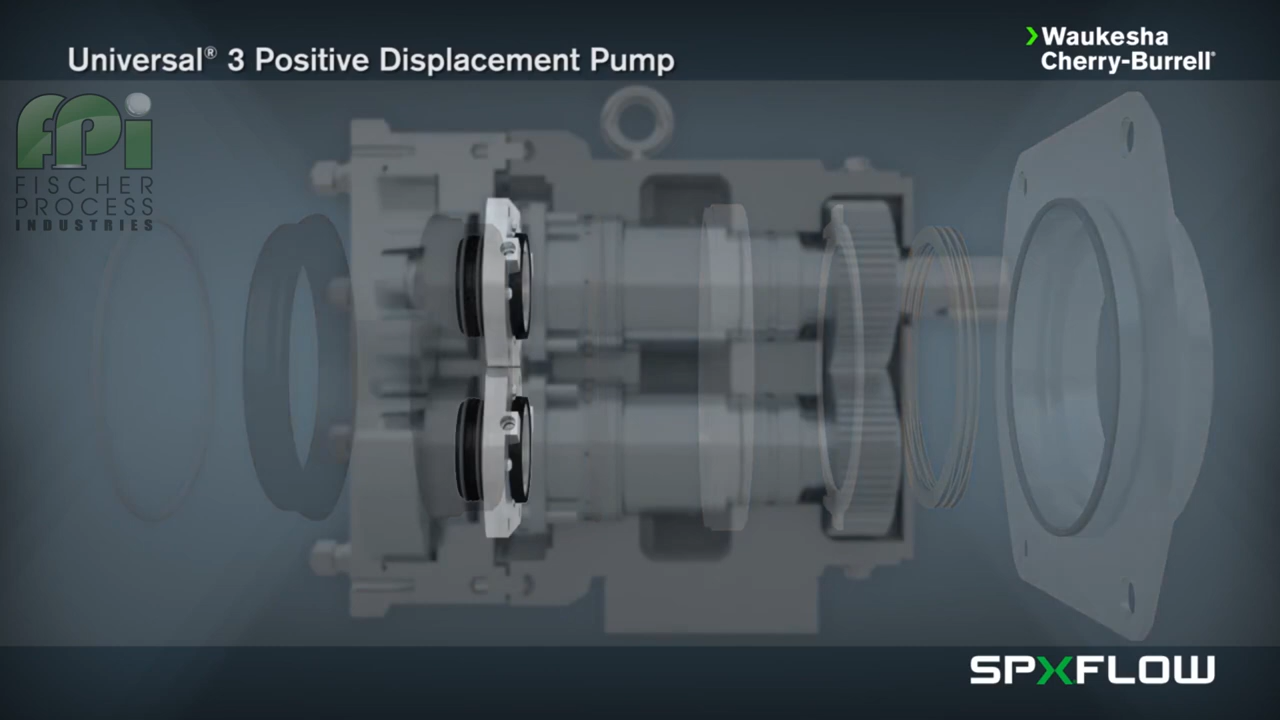 Universal® 3 Positive Displacement Pump
Waukesha
Cherry-Burrell®
fpi
FISCHER
PROCESS
INDUSTRIES
SPXFLOW